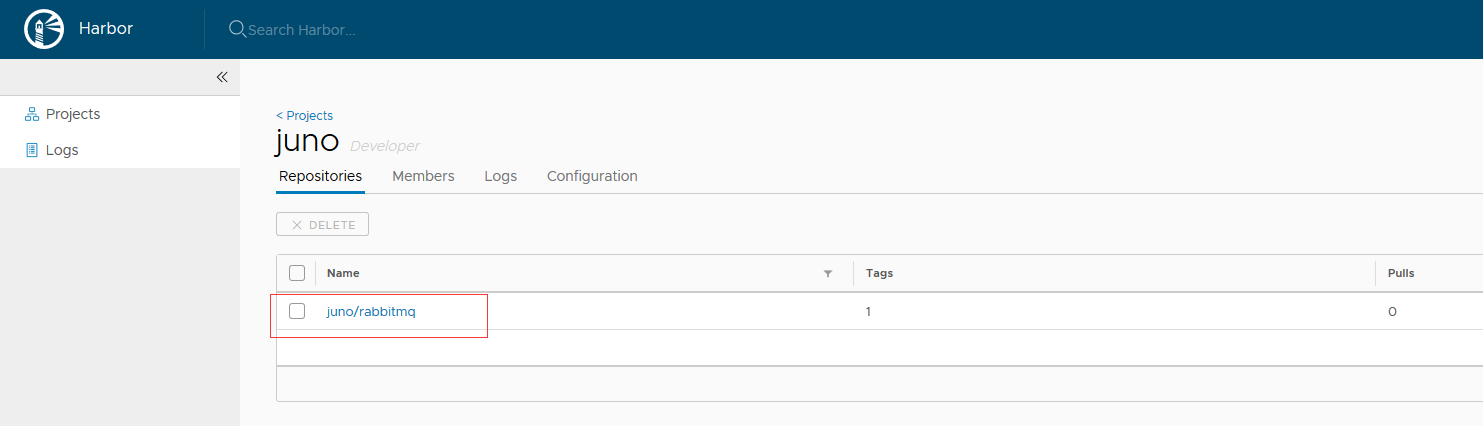 Harbor
Search Harbor...
Projects
Logs
< Projects
juno Developer
Repositories Members Logs Configuration
DELETE
Name Tags Pulls
juno/rabbitmq 1 0